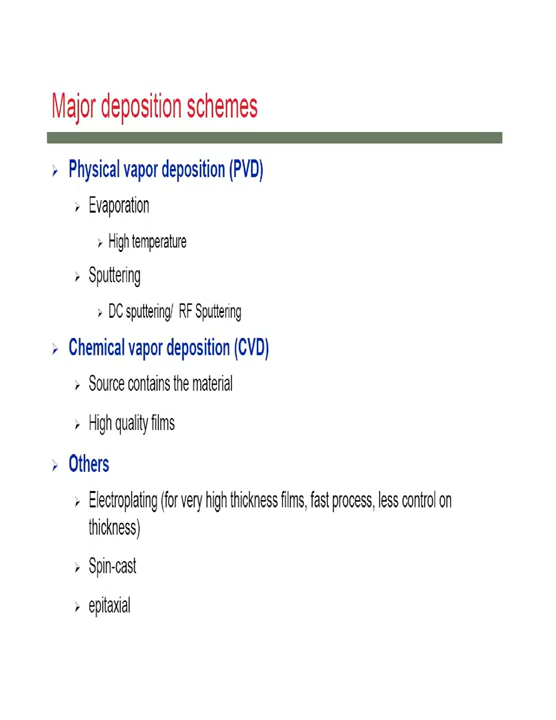 Major deposition schemes
Physical vapor deposition (PVD)
Evaporation
High temperature
Sputtering
DC sputtering/ RF Sputtering
Chemical vapor deposition (CVD)
Source contains the material
High quality films
Others
Electroplating (for very high thickness films, fast process, less control on
thickness)
Spin-cast
epitaxial